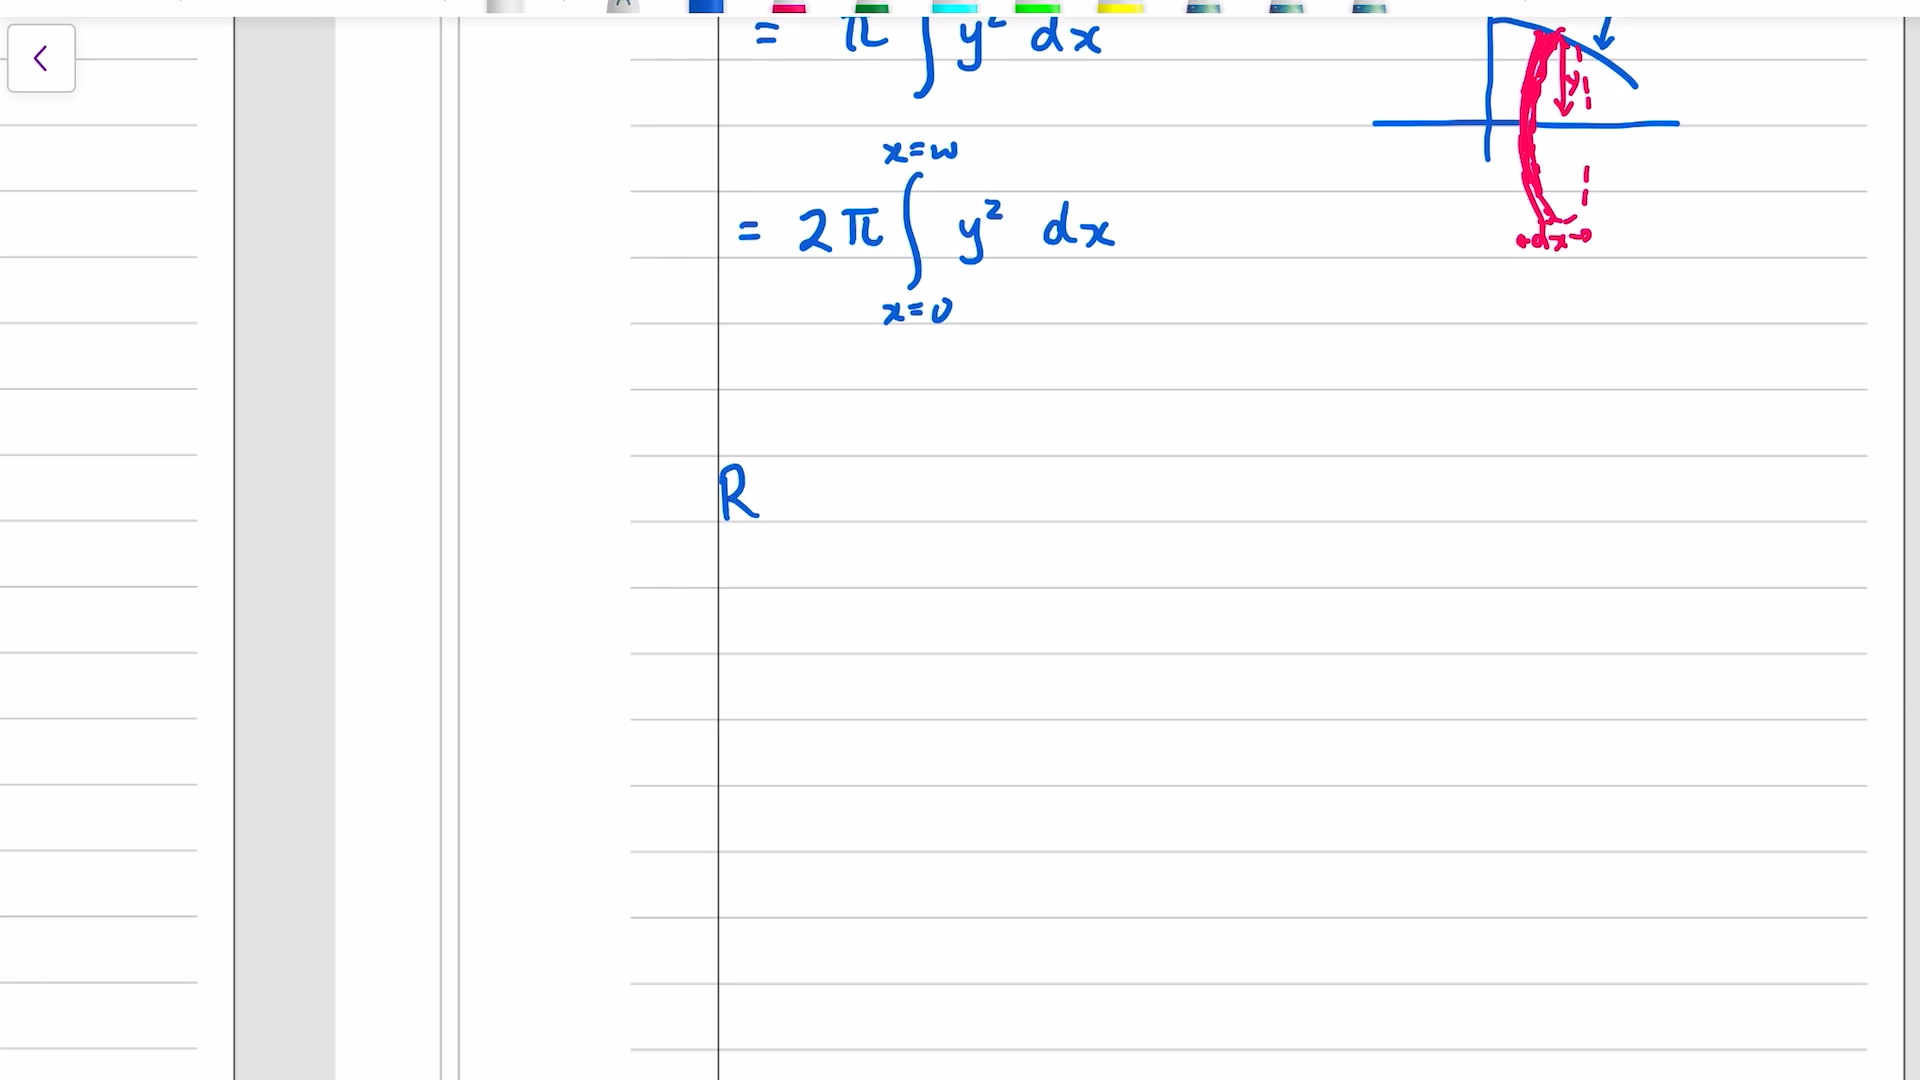 = π ∫ y² dx
y
x=w
= 2π ∫ y² dx
dx
x=0
R